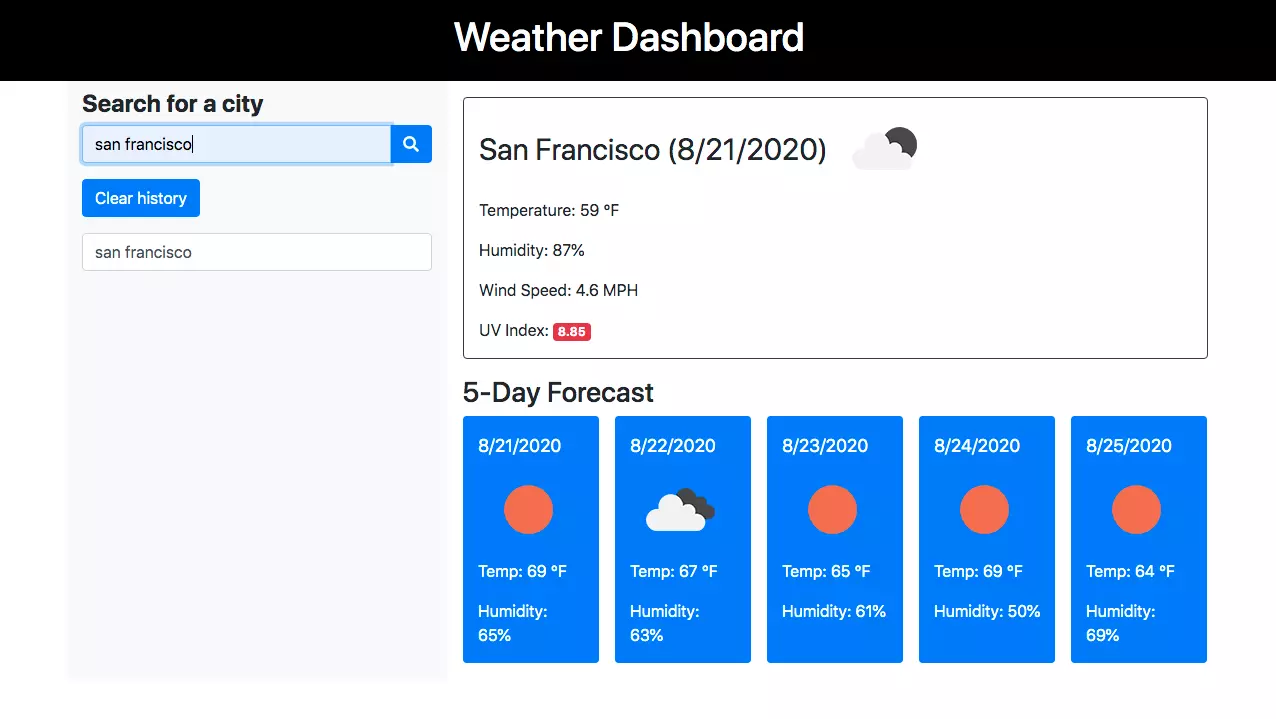 Weather Dashboard
Search for a city
san francisco
Clear history
san francisco
San Francisco (8/21/2020)
Temperature: 59 °F
Humidity: 87%
Wind Speed: 4.6 MPH
UV Index: 8.85
5-Day Forecast
8/21/2020
Temp: 69 °F
Humidity:
65%
8/22/2020
Temp: 67 °F
Humidity:
63%
8/23/2020
Temp: 65 °F
Humidity: 61%
8/24/2020
Temp: 69 °F
Humidity: 50%
8/25/2020
Temp: 64 °F
Humidity:
69%